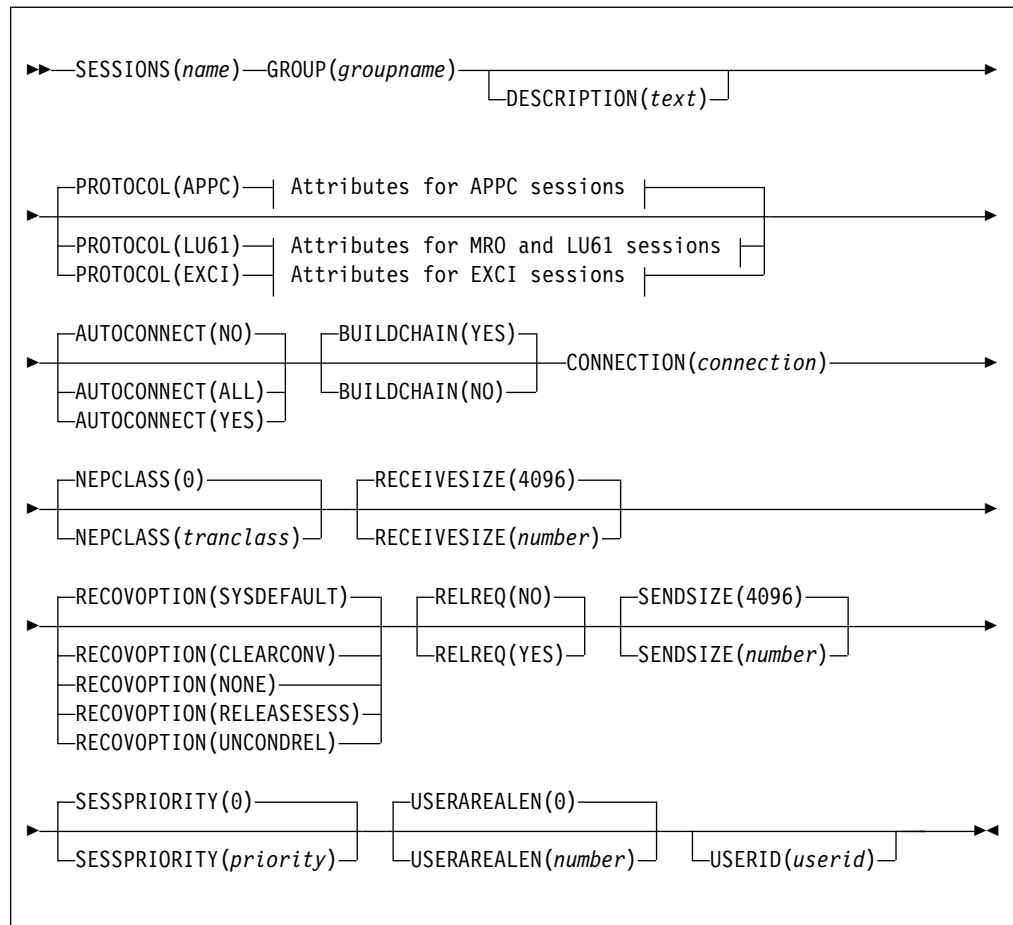 SESSIONS(name) GROUP(groupname)
DESCRIPTION(text)
PROTOCOL(APPC) Attributes for APPC sessions
PROTOCOL(LU61) Attributes for MRO and LU61 sessions
PROTOCOL(EXCI) Attributes for EXCI sessions
AUTOCONNECT(NO) BUILDCHAIN(YES)
CONNECTION(connection)
AUTOCONNECT(ALL) BUILDCHAIN(NO)
AUTOCONNECT(YES)
NEPCLASS(0) RECEIVESIZE(4096)
NEPCLASS(tranclass) RECEIVESIZE(number)
RECOVOPTION(SYSDEFAULT) RELREQ(NO) SENDSIZE(4096)
RECOVOPTION(CLEARCONV) RELREQ(YES) SENDSIZE(number)
RECOVOPTION(NONE)
RECOVOPTION(RELEASESESS)
RECOVOPTION(UNCONDREL)
SESSPRIORITY(0) USERAREALEN(0)
SESSPRIORITY(priority) USERAREALEN(number) USERID(userid)